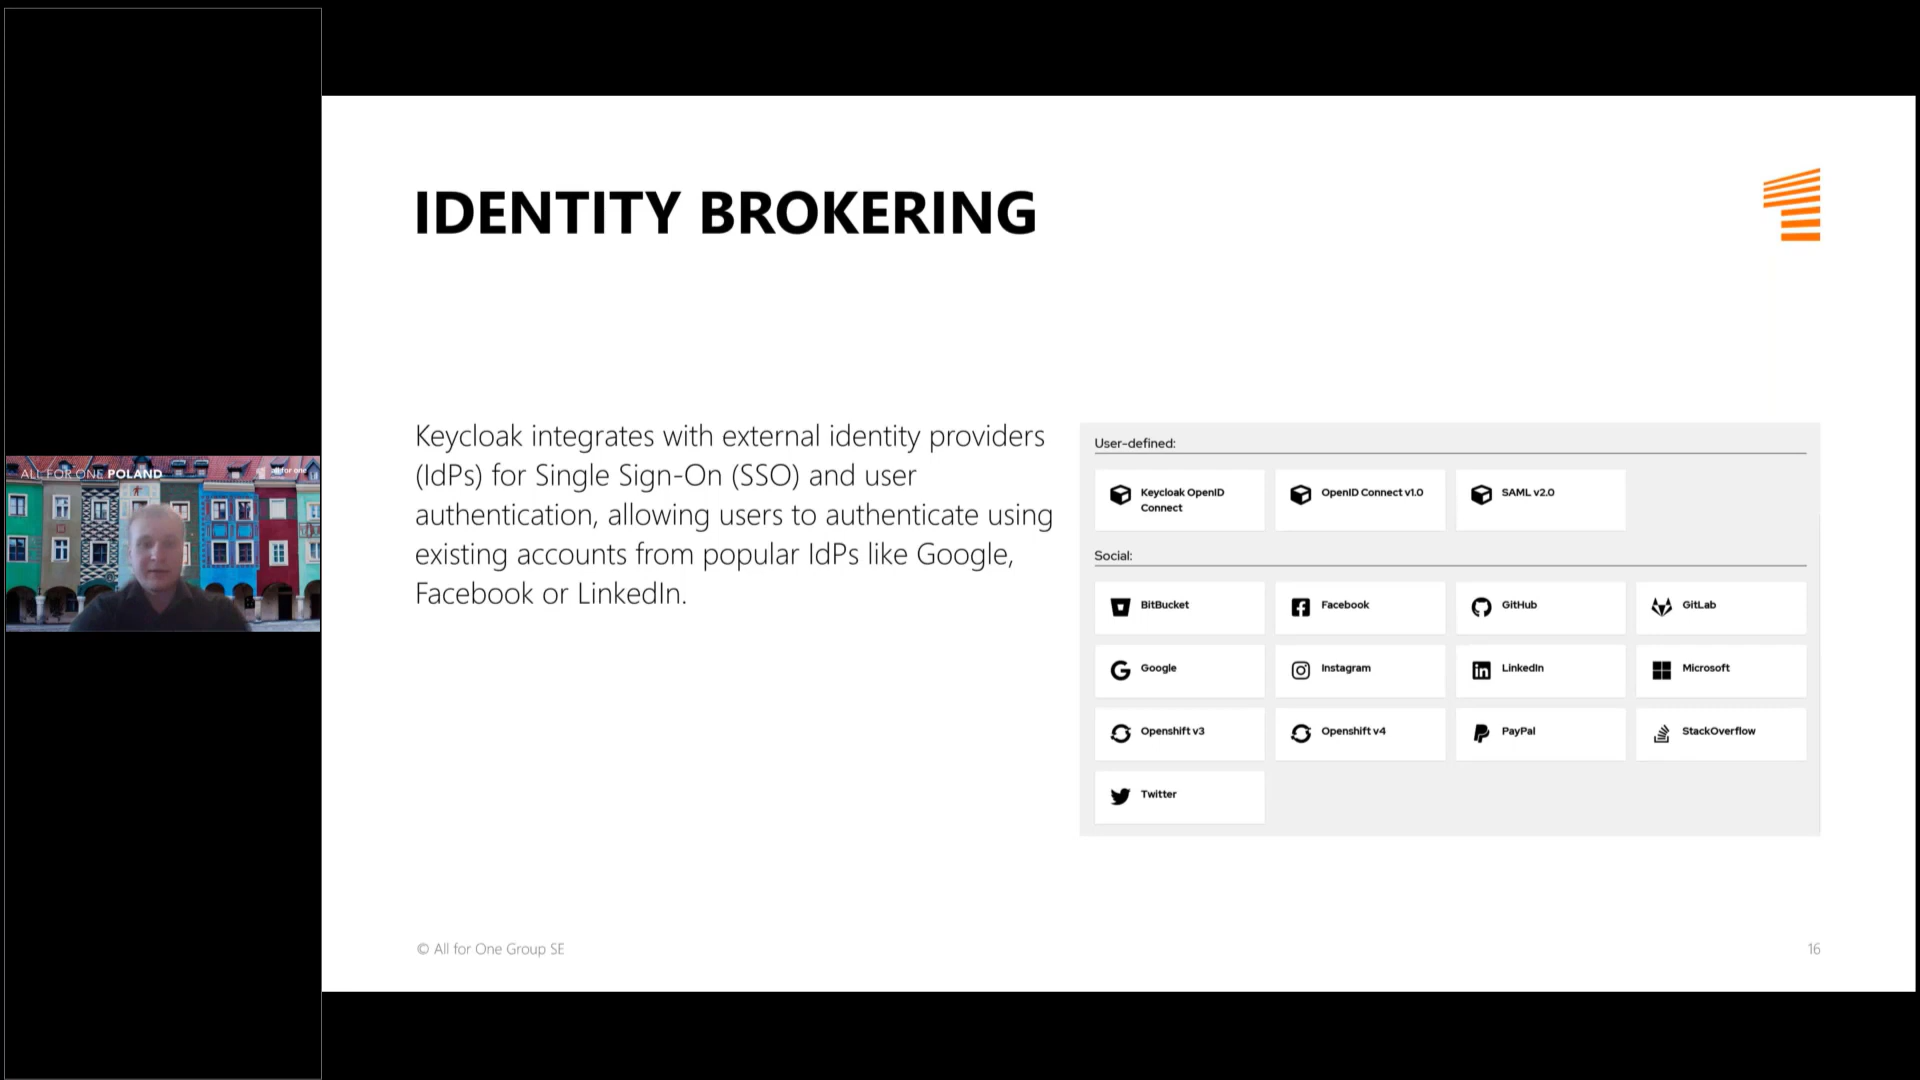 ALL FOR ONE POLAND
all for one
IDENTITY BROKERING
Keycloak integrates with external identity providers
(IdPs) for Single Sign-On (SSO) and user
authentication, allowing users to authenticate using
existing accounts from popular IdPs like Google,
Facebook or LinkedIn.
User-defined:
Keycloak OpenID
Connect
OpenID Connect v1.0
SAML v2.0
Social:
BitBucket
Facebook
GitHub
GitLab
Google
Instagram
LinkedIn
Microsoft
Openshift v3
Openshift v4
PayPal
StackOverflow
Twitter
© All for One Group SE
16